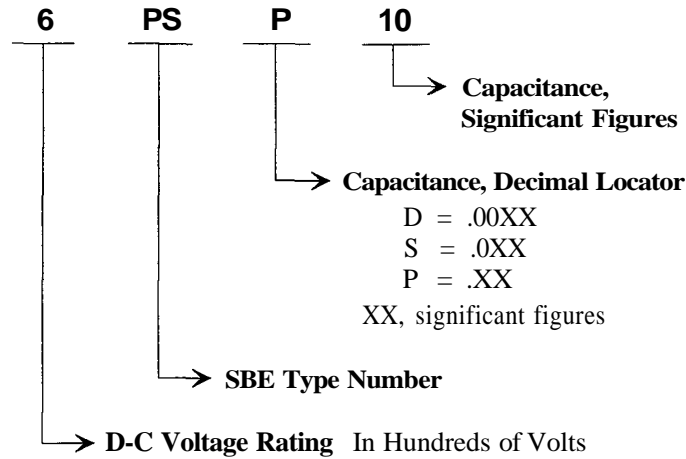 6 PS P 10
Capacitance,
Significant Figures
Capacitance, Decimal Locator
D = .00XX
S = .0XX
P = .XX
XX, significant figures
SBE Type Number
D-C Voltage Rating In Hundreds of Volts